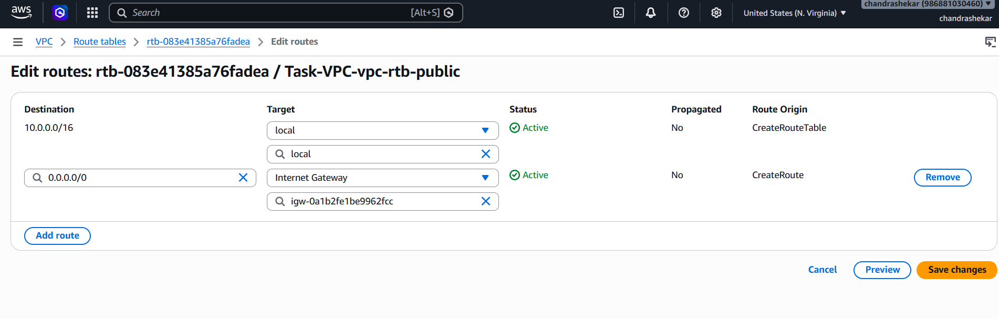 aws
Search
[Alt+S]
United States (N. Virginia)
chandrashekar (986881030460)
chandrashekar
VPC
Route tables
rtb-083e41385a76fadea
Edit routes
Edit routes: rtb-083e41385a76fadea / Task-VPC-vpc-rtb-public
Destination Target Status Propagated Route Origin
10.0.0.0/16 local Active No CreateRouteTable
local
0.0.0.0/0 Internet Gateway Active No CreateRoute Remove
igw-0a1b2fe1be9962fcc
Add route
Cancel Preview Save changes